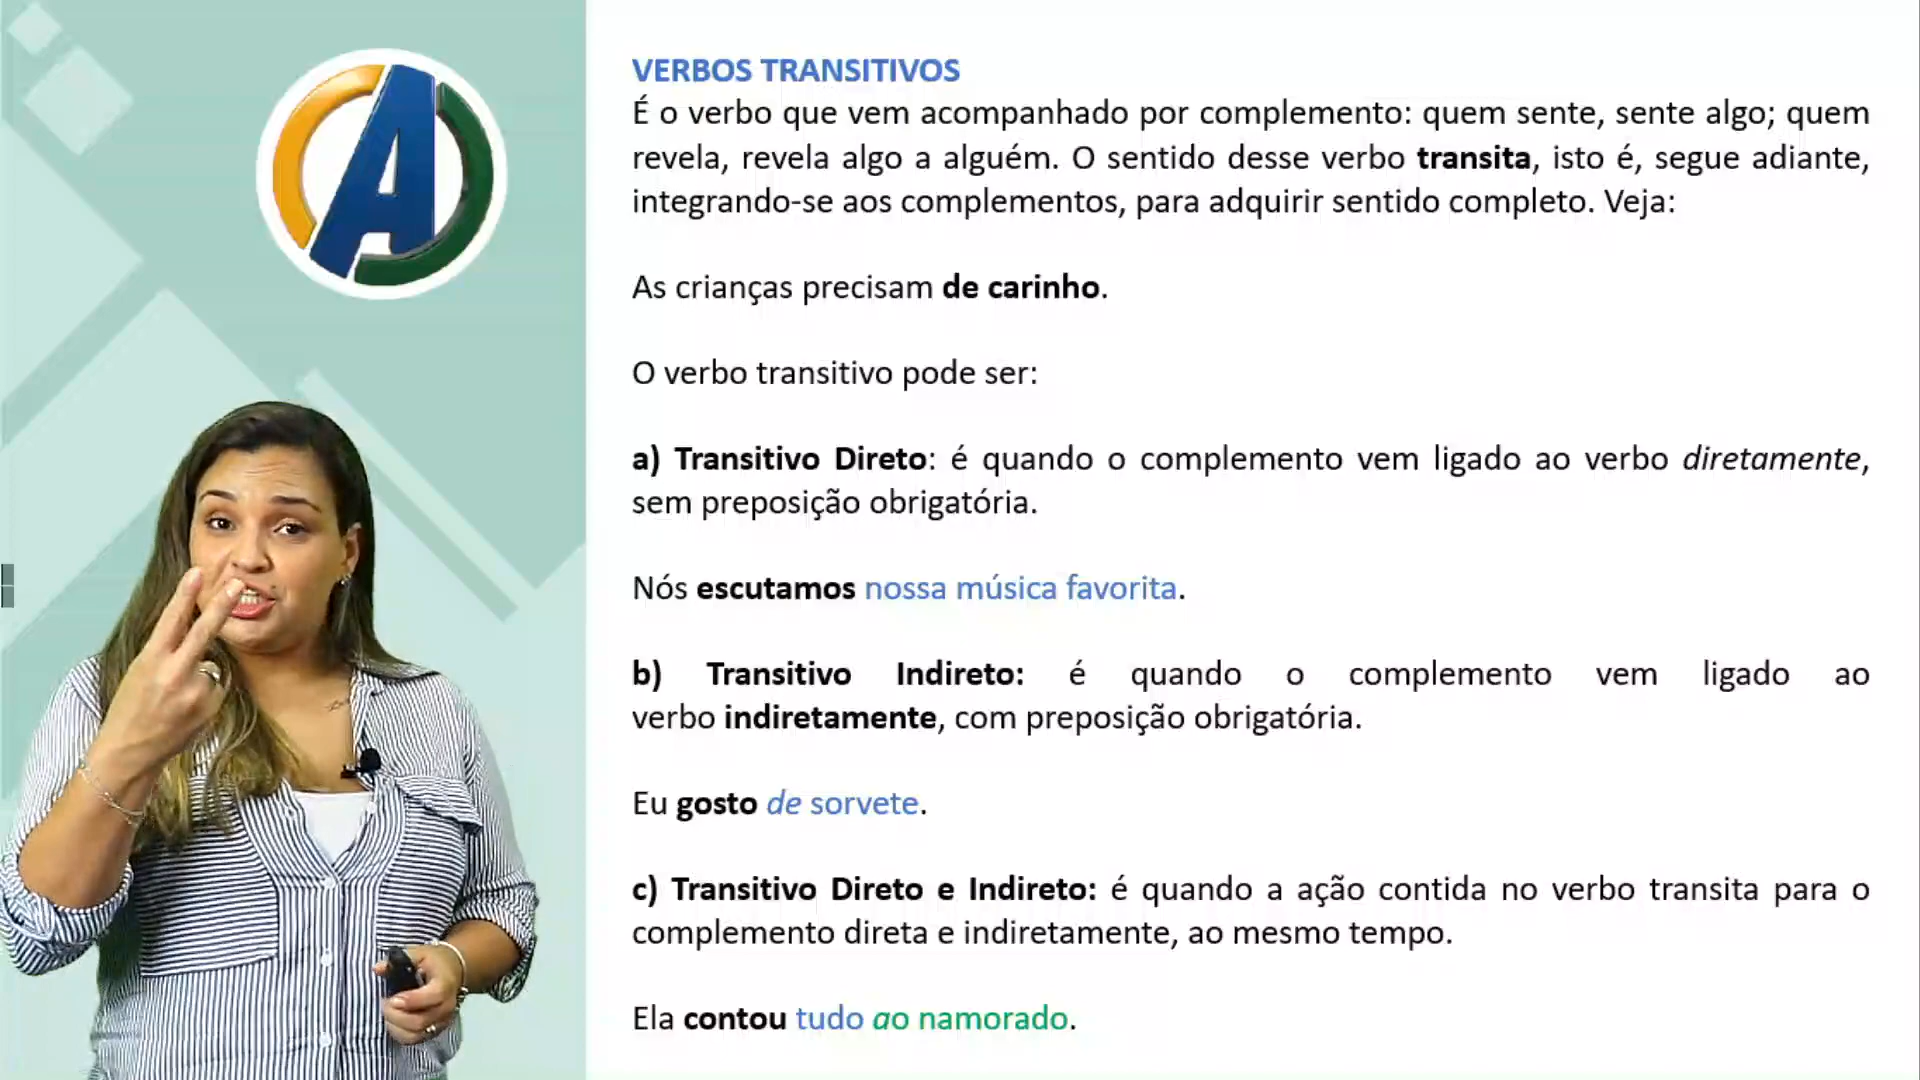 VERBOS TRANSITIVOS
É o verbo que vem acompanhado por complemento: quem sente, sente algo; quem
revela, revela algo a alguém. O sentido desse verbo transita, isto é, segue adiante,
integrando-se aos complementos, para adquirir sentido completo. Veja:
As crianças precisam de carinho.
O verbo transitivo pode ser:
a) Transitivo Direto: é quando o complemento vem ligado ao verbo diretamente,
sem preposição obrigatória.
Nós escutamos nossa música favorita.
b) Transitivo Indireto: é quando o complemento vem ligado ao
verbo indiretamente, com preposição obrigatória.
Eu gosto de sorvete.
c) Transitivo Direto e Indireto: é quando a ação contida no verbo transita para o
complemento direta e indiretamente, ao mesmo tempo.
Ela contou tudo ao namorado.
A